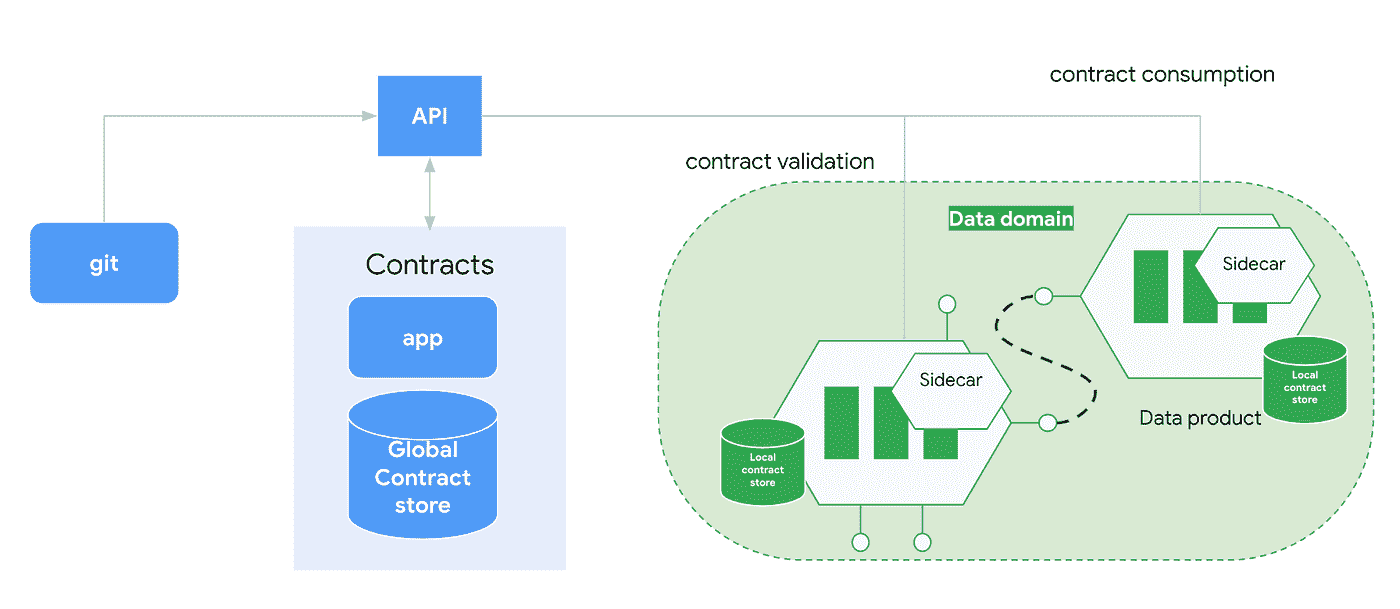 contract consumption
API
contract validation
Data domain
git
Contracts
Sidecar
app
Sidecar
Local
contract
store
Data product
Global
Contract
store
Local
contract
store